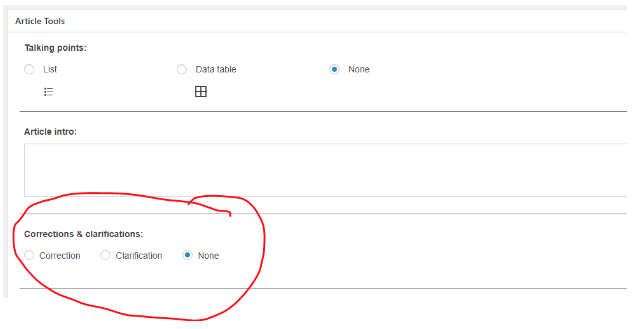 Article Tools
Talking points:
List Data table None
Article intro:
Corrections & clarifications:
Correction Clarification None